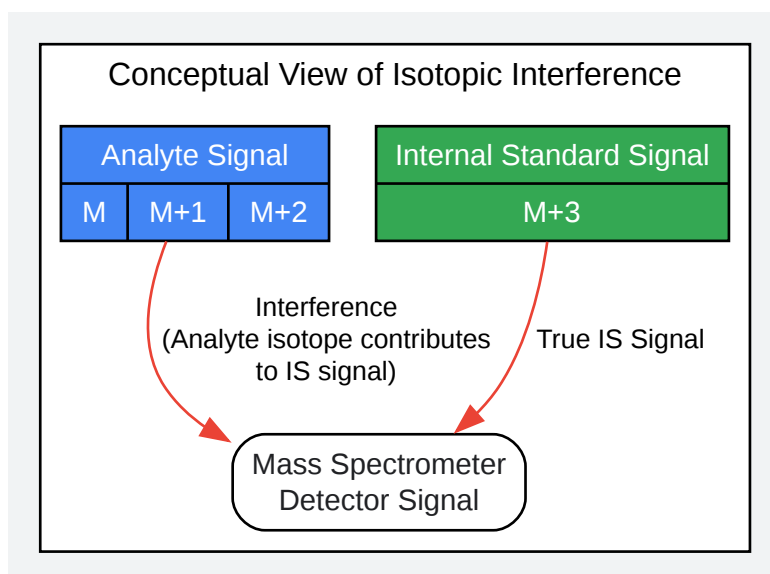 Conceptual View of Isotopic Interference
Analyte Signal
M
M+1
M+2
Internal Standard Signal
M+3
Interference
(Analyte isotope contributes
to IS signal)
True IS Signal
Mass Spectrometer
Detector Signal